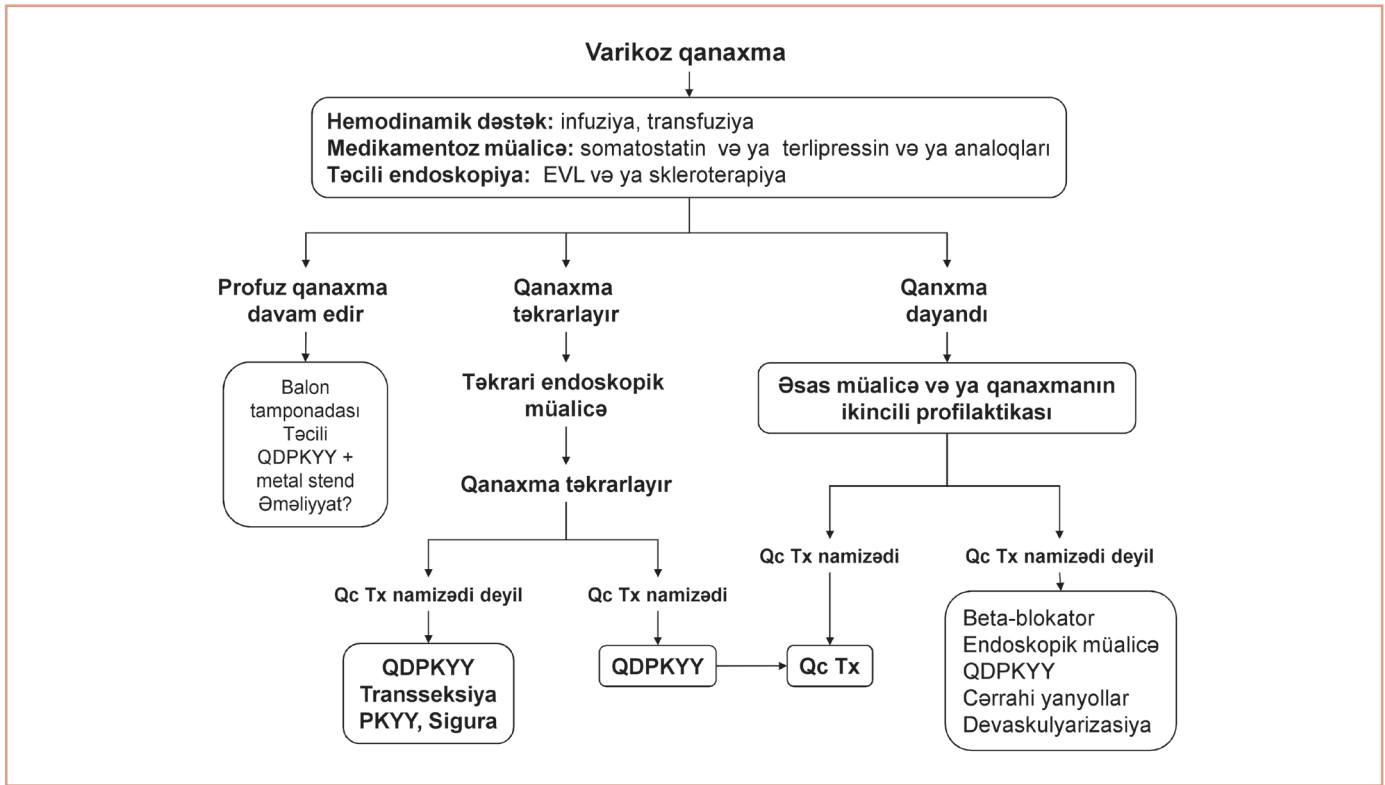 Varikoz qanaxma
Hemodinamik dəstək: infuziya, transfuziya
Medikamentoz müalicə: somatostatin və ya terlipressin və ya analoqları
Təcili endoskopiya: EVL və ya skleroterapiya
Profuz qanaxma
davam edir
Qanaxma
təkrarlayır
Qanxma
dayandı
Balon
tamponadası
Təcili
QDPKYY +
metal stend
Əməliyyat?
Təkrari endoskopik
müalicə
Əsas müalicə və ya qanaxmanın
ikincili profilaktikası
Qanaxma təkrarlayır
Qc Tx namizədi
Qc Tx namizədi deyil
Qc Tx namizədi deyil
Qc Tx namizədi
QDPKYY
Transseksiya
PKYY, Sigura
QDPKYY
Qc Tx
Beta-blokator
Endoskopik müalicə
QDPKYY
Cərrahi yanyollar
Devaskulyarizasiya